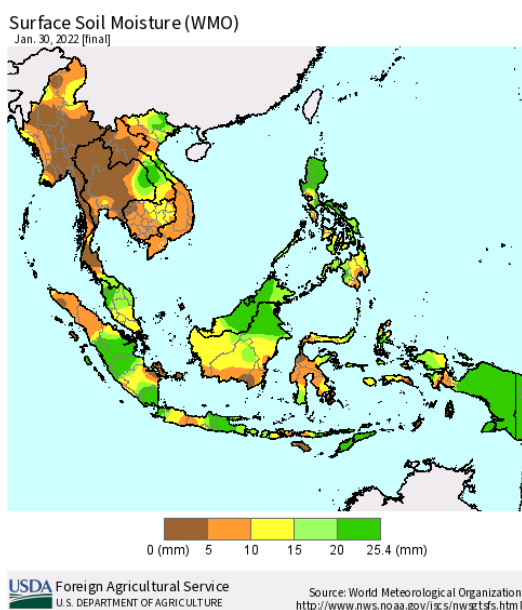 Surface Soil Moisture (WMO)
Jan. 30, 2022 [final]
0 (mm) 5 10 15 20 25.4 (mm)
USDA Foreign Agricultural Service
U.S. DEPARTMENT OF AGRICULTURE
Source: World Meteorological Organization
http://www.nws.noaa.gov/iscs/nwsgtsfs.html